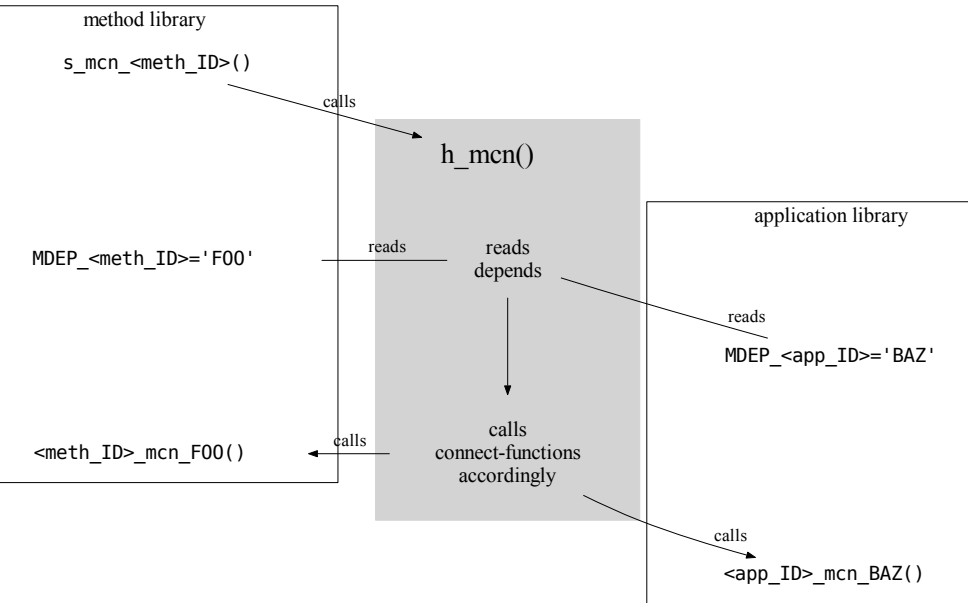 method library
s_mcn_<meth_ID>()
calls
h_mcn()
application library
MDEP_<meth_ID>='FOO'
reads
reads
depends
reads
MDEP_<app_ID>='BAZ'
<meth_ID>_mcn_FOO()
calls
calls
connect-functions
accordingly
calls
<app_ID>_mcn_BAZ()